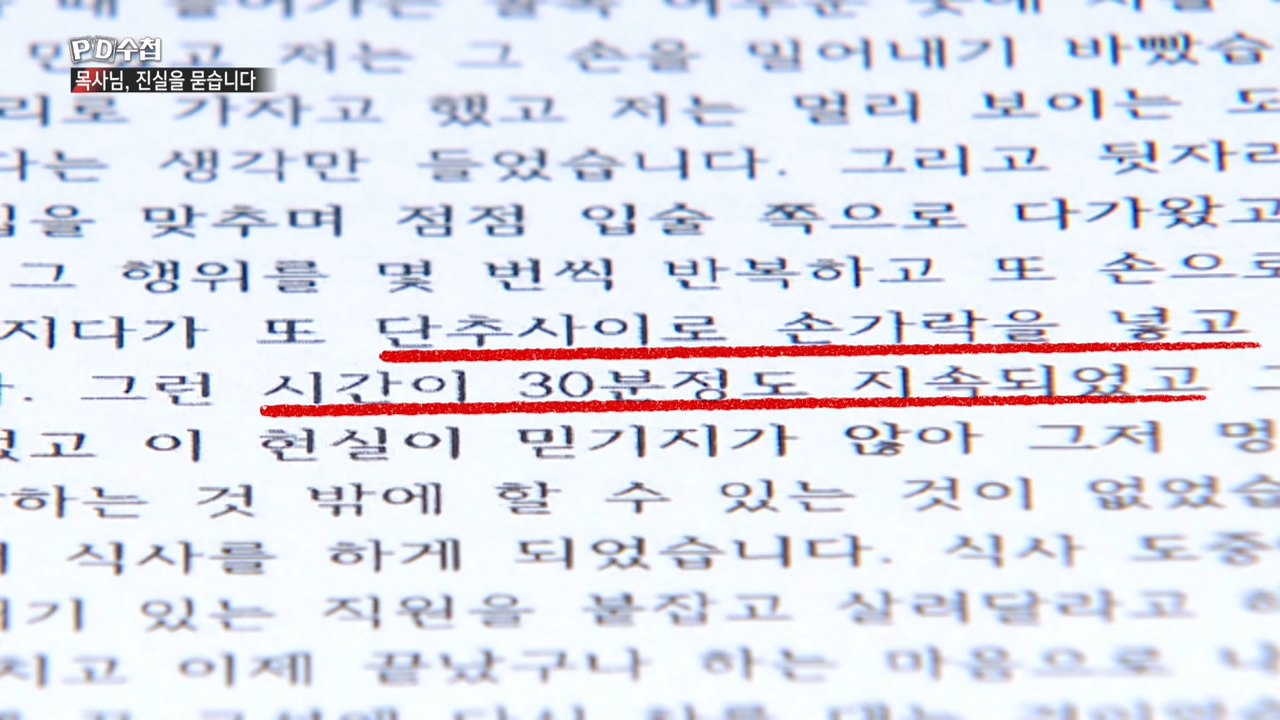 PD수첩
목사님, 진실을 묻습니다
고 저는 그 손을 밀어내기 바빴습
리로 가자고 했고 저는 멀리 보이는 도
다는 생각만 들었습니다. 그리고 뒷자리
을 맞추며 점점 입술 쪽으로 다가왔고
그 행위를 몇 번씩 반복하고 또 손으로
지다가 또 단추사이로 손가락을 넣고
. 그런 시간이 30분정도 지속되었고
고 이 현실이 믿기지가 않아 그저 멍
하는 것 밖에 할 수 있는 것이 없었습
식사를 하게 되었습니다. 식사 도중
기 있는 직원을 붙잡고 살려달라고
치고 이제 끝났구나 하는 마음으로